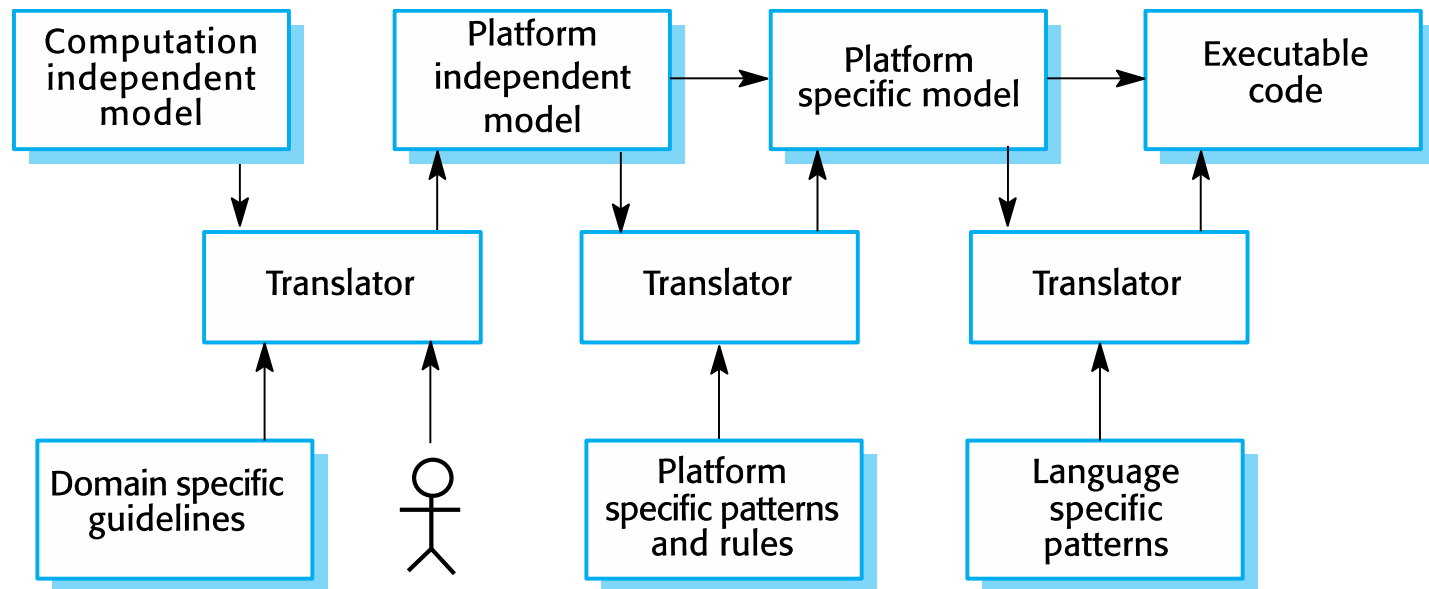 Computation
independent
model
Platform
independent
model
Platform
specific model
Executable
code
Translator
Translator
Translator
Domain specific
guidelines
Platform
specific patterns
and rules
Language
specific
patterns